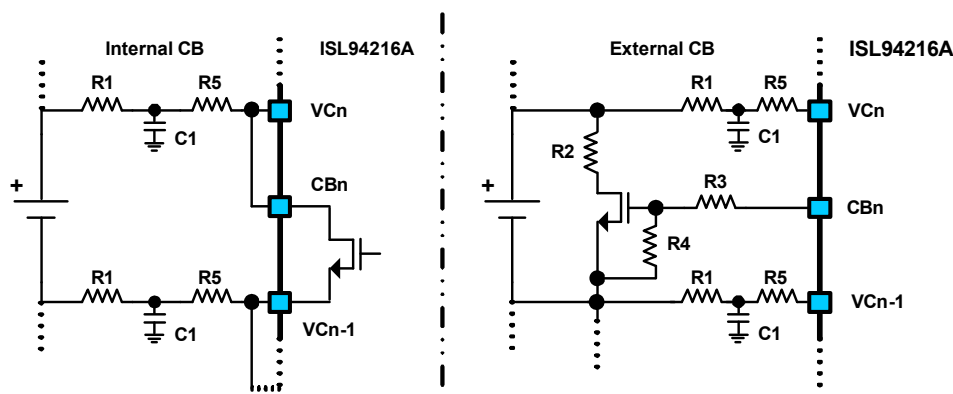 Internal CB
ISL94216A
R1
R5
VCn
C1
CBn
+
R1
R5
VCn-1
C1
External CB
ISL94216A
R1
R5
VCn
C1
R2
R3
+
CBn
R4
R1
R5
VCn-1
C1